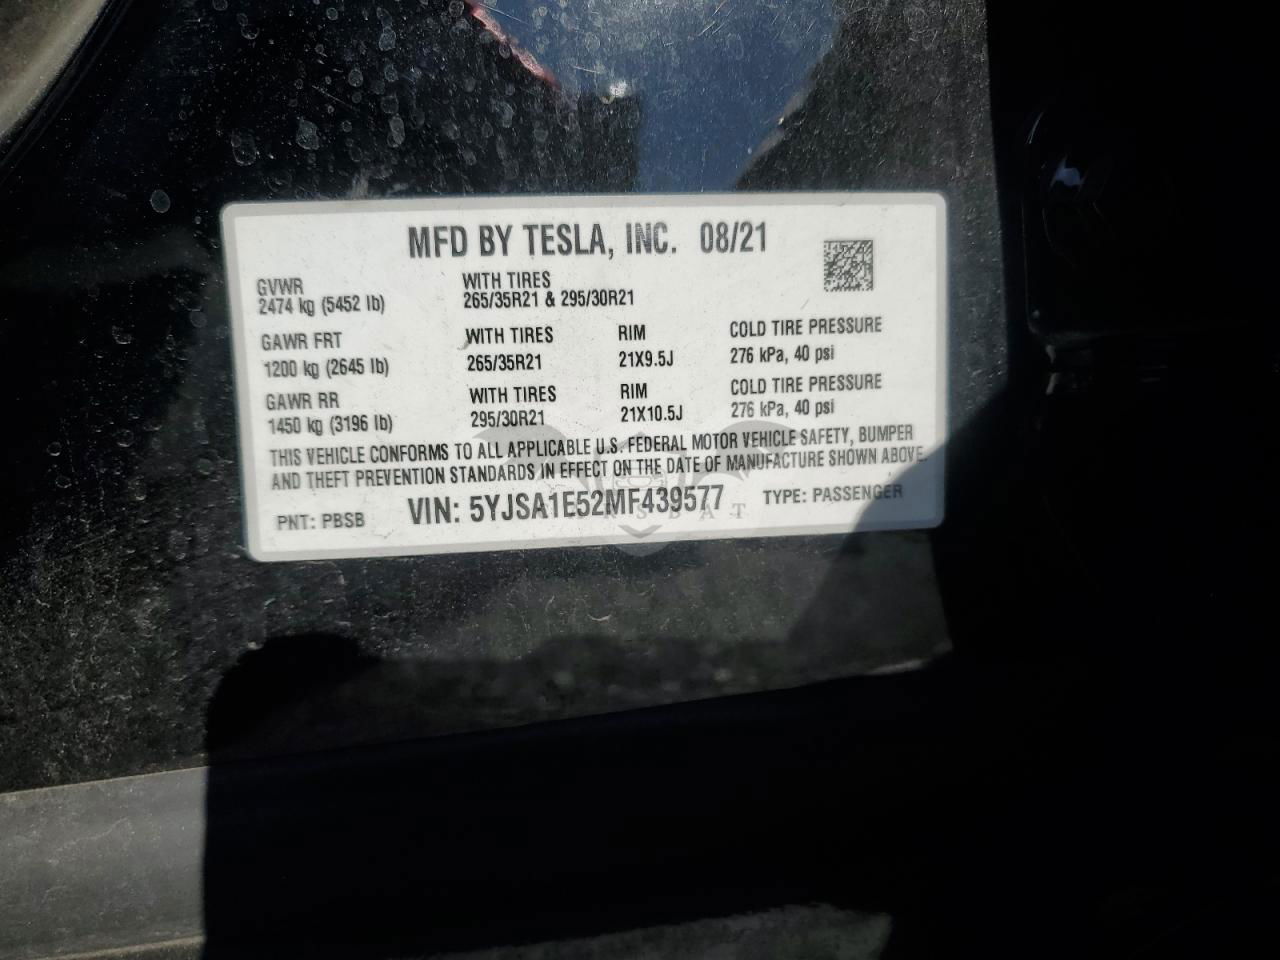 MFD BY TESLA, INC. 08/21
GVWR WITH TIRES
2474 kg (5452 lb) 265/35R21 & 295/30R21
GAWR FRT WITH TIRES RIM COLD TIRE PRESSURE
1200 kg (2645 lb) 265/35R21 21X9.5J 276 kPa, 40 psi
GAWR RR WITH TIRES RIM COLD TIRE PRESSURE
1450 kg (3196 lb) 295/30R21 21X10.5J 276 kPa, 40 psi
THIS VEHICLE CONFORMS TO ALL APPLICABLE U.S. FEDERAL MOTOR VEHICLE SAFETY, BUMPER
AND THEFT PREVENTION STANDARDS IN EFFECT ON THE DATE OF MANUFACTURE SHOWN ABOVE.
PNT: PBSB VIN: 5YJSA1E52MF439577 TYPE: PASSENGER